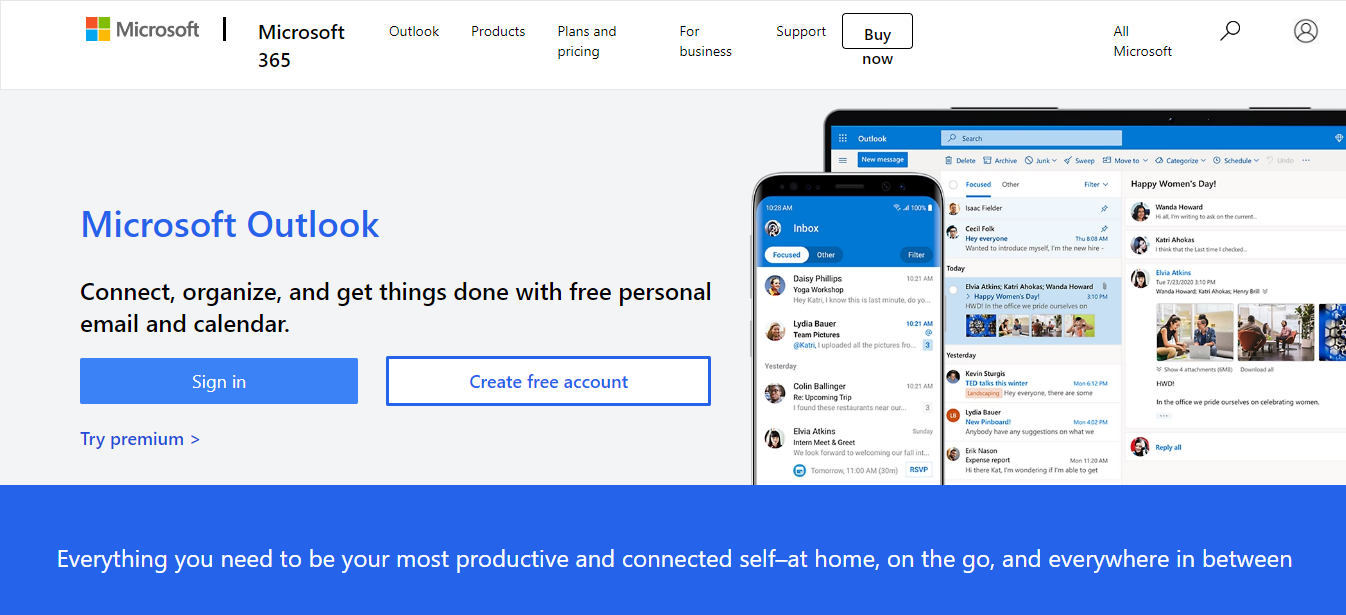 Microsoft
Microsoft
365
Outlook
Products
Plans and
pricing
For
business
Support
Buy
now
All
Microsoft
Microsoft Outlook
Connect, organize, and get things done with free personal
email and calendar.
Sign in
Create free account
Try premium >
Outlook
Search
New message
Delete
Archive
Junk
Sweep
Move to
Categorize
Schedule
Undo
Focused
Other
Filter
Isaac Fielder
Cecil Folk
Hey everyone
Thu 8:08 AM
Wanted to introduce myself, I'm the new hire -
Today
Elvia Atkins; Katri Ahokas; Wanda Howard
> Happy Women's Day!
3:10 PM
HWD! In the office we pride ourselves on
Yesterday
Kevin Sturgis
TED talks this winter
Mon 6:12 PM
Landscaping
Hey everyone, there are some
LB
Lydia Bauer
New Pinboard!
Mon 4:02 PM
Anybody have any suggestions on what we
Erik Nason
Expense report
Mon 11:20 AM
Hi there Kat, I'm wondering if I'm able to get
Happy Women's Day!
Wanda Howard
Hi all, I'm writing to ask on the current...
Katri Ahokas
I think that the Last time I checked...
Elvia Atkins
Tue 7/23/2020 3:10 PM
Wanda Howard; Katri Ahokas; Henry Brill
Show 4 attachments (6MB)
Download all
HWD!
In the office we pride ourselves on celebrating women.
Reply all
10:28 AM
100%
Inbox
Focused
Other
Filter
Daisy Phillips
10:21 AM
Yoga Workshop
Hey Katri, I know this is last minute, do yo...
Lydia Bauer
10:21 AM
Team Pictures
@
@Katri, I uploaded all the pictures fro...
3
Yesterday
Colin Ballinger
10:21 AM
Re: Upcoming Trip
I found these restaurants near our...
3
Elvia Atkins
Sunday
Intern Meet & Greet
We look forward to welcoming our fall int...
Tomorrow, 11:00 AM (30m)
RSVP
Everything you need to be your most productive and connected self–at home, on the go, and everywhere in between